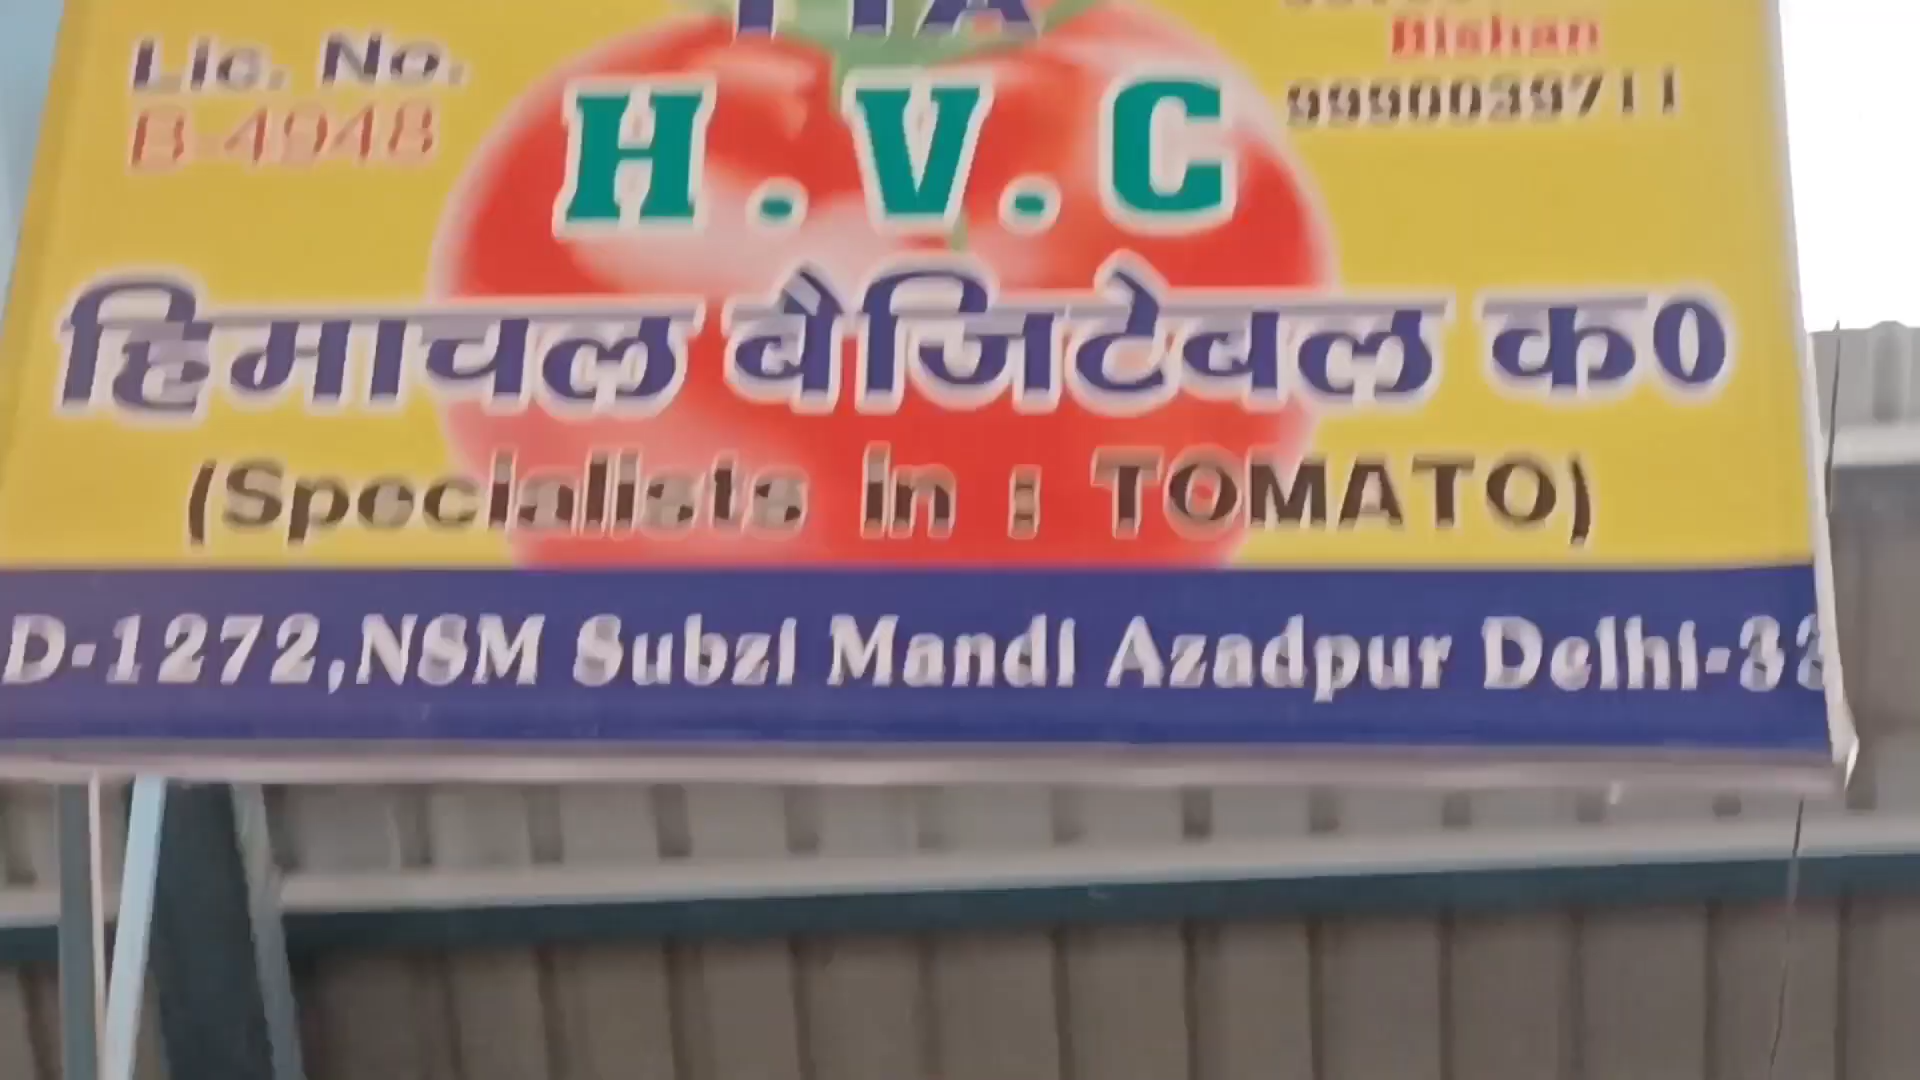 Lic. No.
B-4948
Bishan
9990039711
H.V.C
हिमाचल बैजिटेबल क0
(Specialists in : TOMATO)
D-1272,NSM Subzi Mandi Azadpur Delhi-33